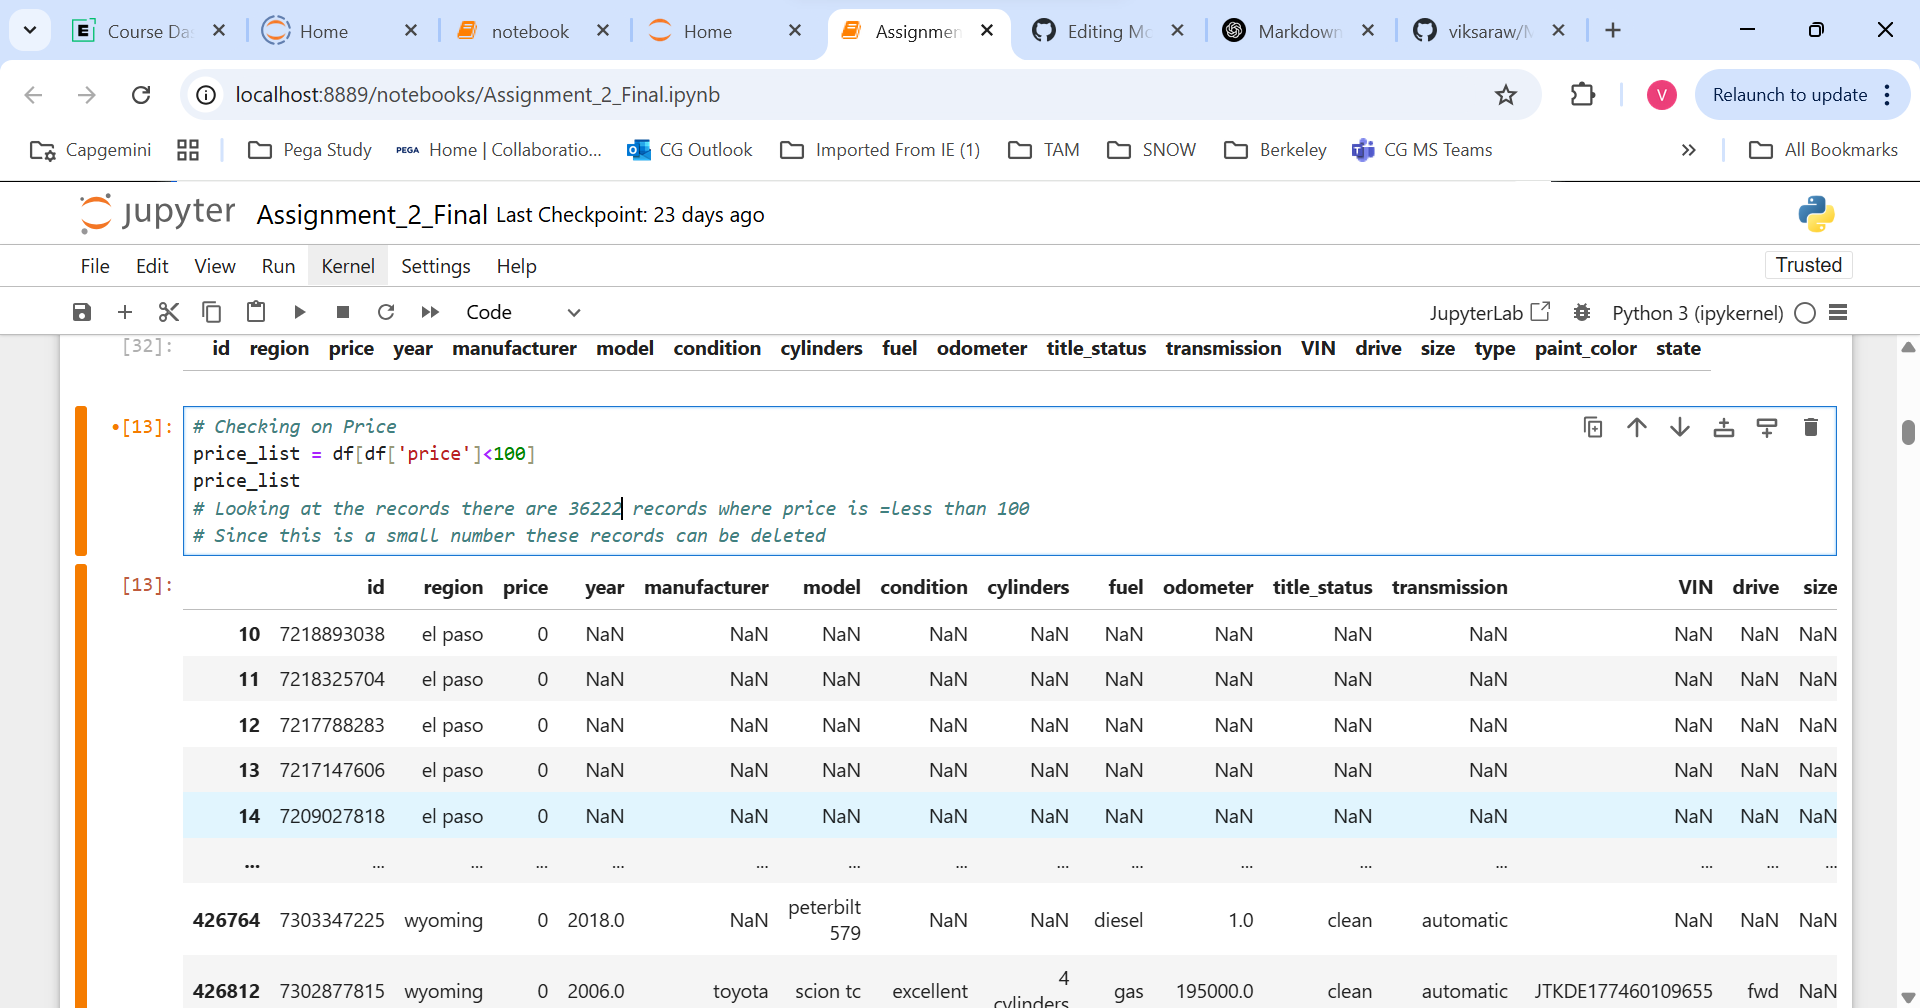 Course Da
Home
notebook
Home
Assignmen
Editing Mc
Markdown
viksaraw/M
localhost:8889/notebooks/Assignment_2_Final.ipynb
V
Relaunch to update
Capgemini
Pega Study
PEGA
Home | Collaboratio...
CG Outlook
Imported From IE (1)
TAM
SNOW
Berkeley
CG MS Teams
All Bookmarks
jupyter Assignment_2_Final Last Checkpoint: 23 days ago
File Edit View Run Kernel Settings Help
Trusted
Code
JupyterLab
Python 3 (ipykernel)
[32]: id region price year manufacturer model condition cylinders fuel odometer title_status transmission VIN drive size type paint_color state
•[13]: # Checking on Price
price_list = df[df['price']<100]
price_list
# Looking at the records there are 36222 records where price is =less than 100
# Since this is a small number these records can be deleted
[13]: id region price year manufacturer model condition cylinders fuel odometer title_status transmission VIN drive size
10 7218893038 el paso 0 NaN NaN NaN NaN NaN NaN NaN NaN NaN NaN NaN NaN
11 7218325704 el paso 0 NaN NaN NaN NaN NaN NaN NaN NaN NaN NaN NaN NaN
12 7217788283 el paso 0 NaN NaN NaN NaN NaN NaN NaN NaN NaN NaN NaN NaN
13 7217147606 el paso 0 NaN NaN NaN NaN NaN NaN NaN NaN NaN NaN NaN NaN
14 7209027818 el paso 0 NaN NaN NaN NaN NaN NaN NaN NaN NaN NaN NaN NaN
... ... ... ... ... ... ... ... ... ... ... ... ... ... ... ...
426764 7303347225 wyoming 0 2018.0 NaN peterbilt 579 NaN NaN diesel 1.0 clean automatic NaN NaN NaN
426812 7302877815 wyoming 0 2006.0 toyota scion tc excellent 4 cylinders gas 195000.0 clean automatic JTKDE177460109655 fwd NaN